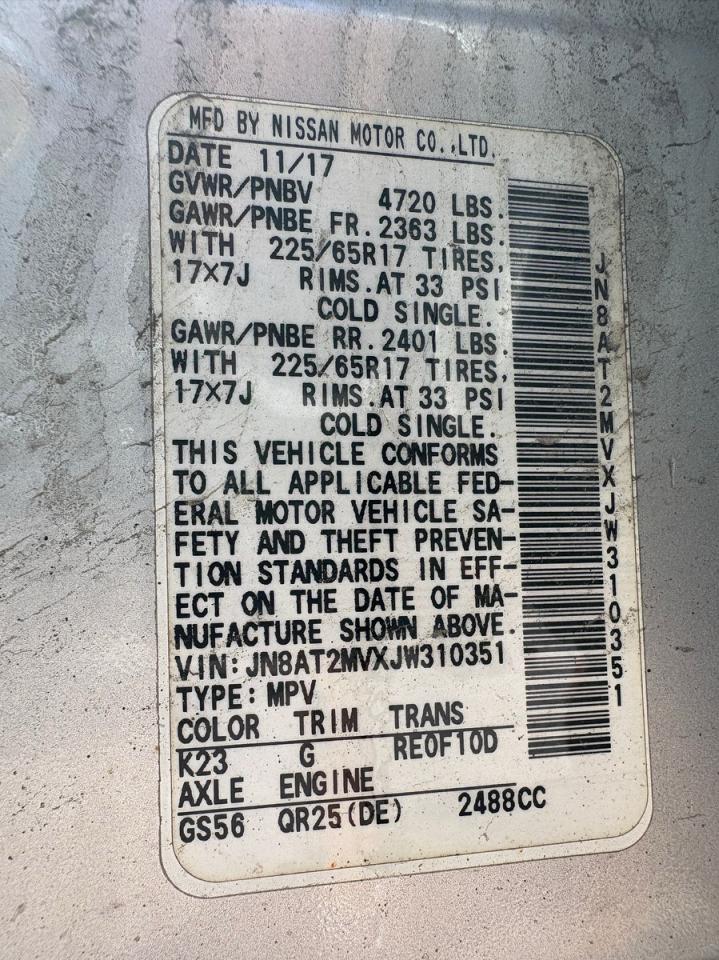 MFD BY NISSAN MOTOR CO.,LTD.
DATE 11/17
GVWR/PNBV 4720 LBS.
GAWR/PNBE FR.2363 LBS.
WITH 225/65R17 TIRES,
17X7J RIMS.AT 33 PSI
COLD SINGLE.
GAWR/PNBE RR.2401 LBS.
WITH 225/65R17 TIRES,
17X7J RIMS.AT 33 PSI
COLD SINGLE.
THIS VEHICLE CONFORMS
TO ALL APPLICABLE FED-
ERAL MOTOR VEHICLE SA-
FETY AND THEFT PREVEN-
TION STANDARDS IN EFF-
ECT ON THE DATE OF MA-
NUFACTURE SHOWN ABOVE.
VIN:JN8AT2MVXJW310351
TYPE:MPV
COLOR TRIM TRANS
K23 G RE0F10D
AXLE ENGINE
GS56 QR25(DE) 2488CC
JN8AT2MVXJW310351